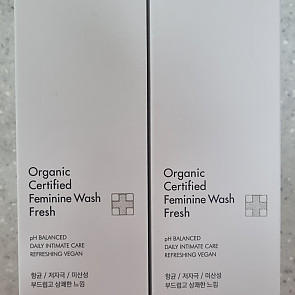 Organic
Certified
Feminine Wash
Fresh
pH BALANCED
DAILY INTIMATE CARE
REFRESHING VEGAN
항균 / 저자극 / 미산성
부드럽고 상쾌한 느낌
Organic
Certified
Feminine Wash
Fresh
pH BALANCED
DAILY INTIMATE CARE
REFRESHING VEGAN
항균 / 저자극 / 미산성
부드럽고 상쾌한 느낌